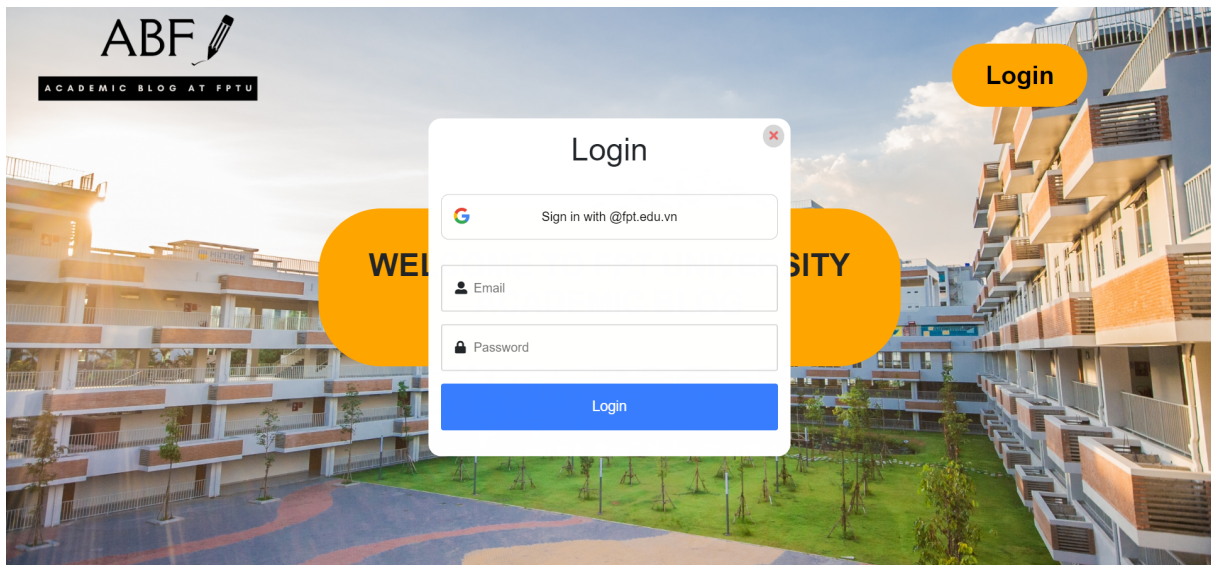 ABF
ACADEMIC BLOG AT FPTU
Login
Login
Sign in with @fpt.edu.vn
WEL SITY
Email
Password
Login